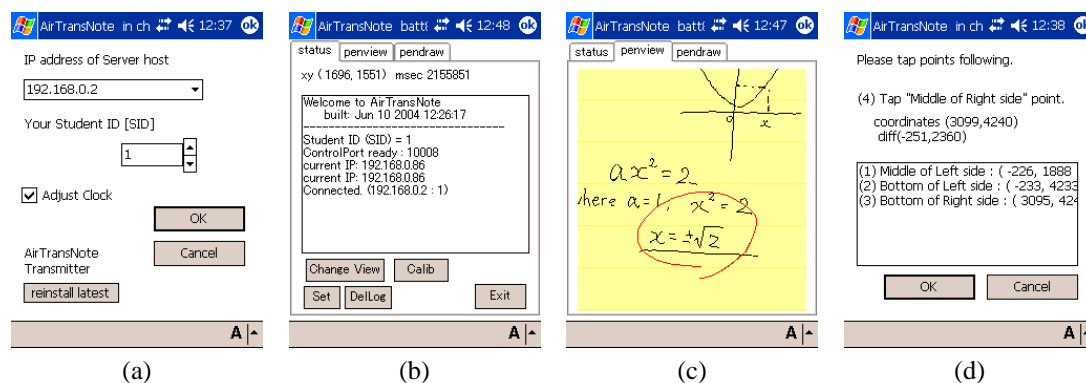 AirTransNote in ch 12:37 ok
IP address of Server host
192.168.0.2
Your Student ID [SID]
1
Adjust Clock
OK
AirTransNote
Transmitter
Cancel
reinstall latest
A
(a)
AirTransNote batt 12:48 ok
status penview pendraw
xy ( 1696, 1551) msec 2155851
Welcome to AirTransNote
built: Jun 10 2004 12:26:17
----------------------------------------
Student ID (SID) = 1
ControlPort ready : 10008
current IP: 192.168.0.86
current IP: 192.168.0.86
Connected. (192.168.0.2 : 1)
Change View Calib
Set DelLog Exit
A
(b)
AirTransNote batt 12:47 ok
status penview pendraw
0 x
ax² = 2
where a=1, x² = 2
x = ±√2
A
(c)
AirTransNote in ch 12:38 ok
Please tap points following.
(4) Tap "Middle of Right side" point.
coordinates (3099,4240)
diff(-251,2360)
(1) Middle of Left side : ( -226, 1888
(2) Bottom of Left side : ( -233, 4233
(3) Bottom of Right side : ( 3095, 424
OK Cancel
A
(d)